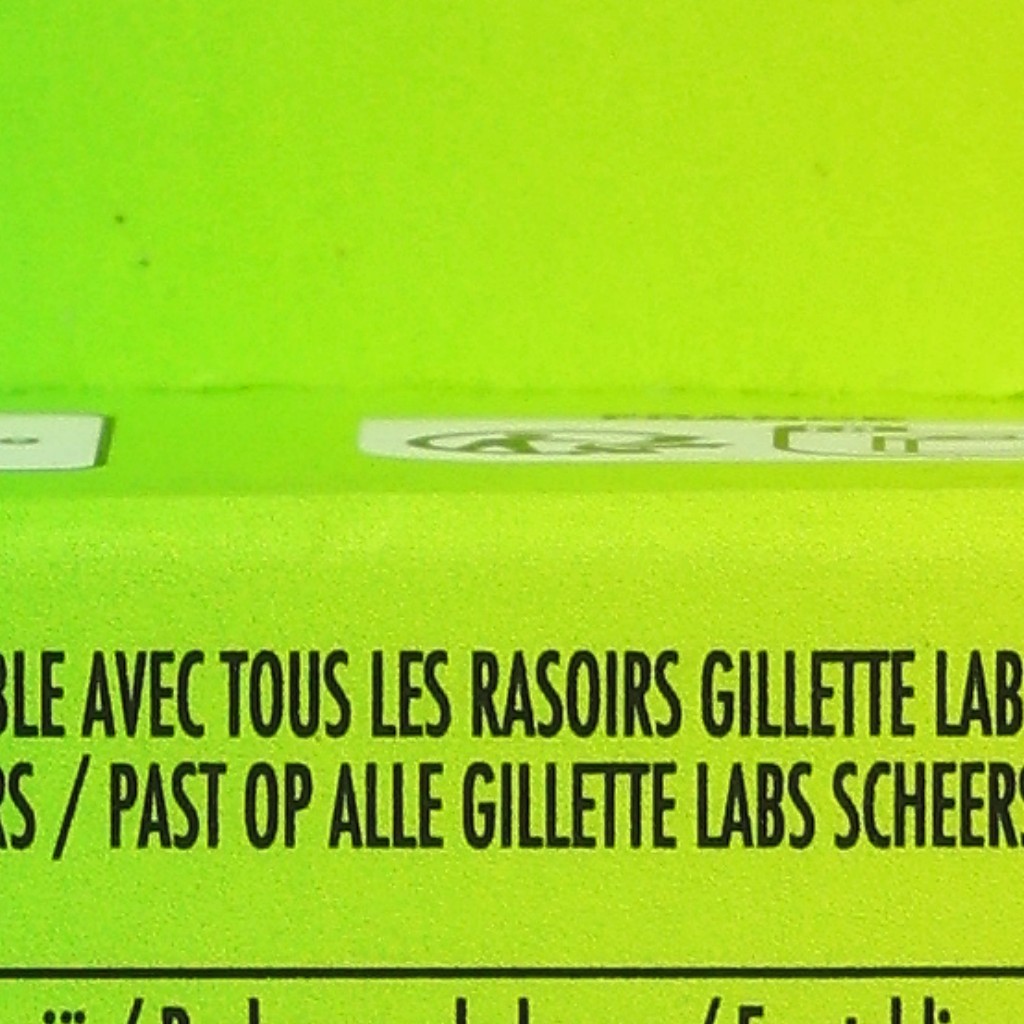 BLE AVEC TOUS LES RASOIRS GILLETTE LAB
RS / PAST OP ALLE GILLETTE LABS SCHEERS